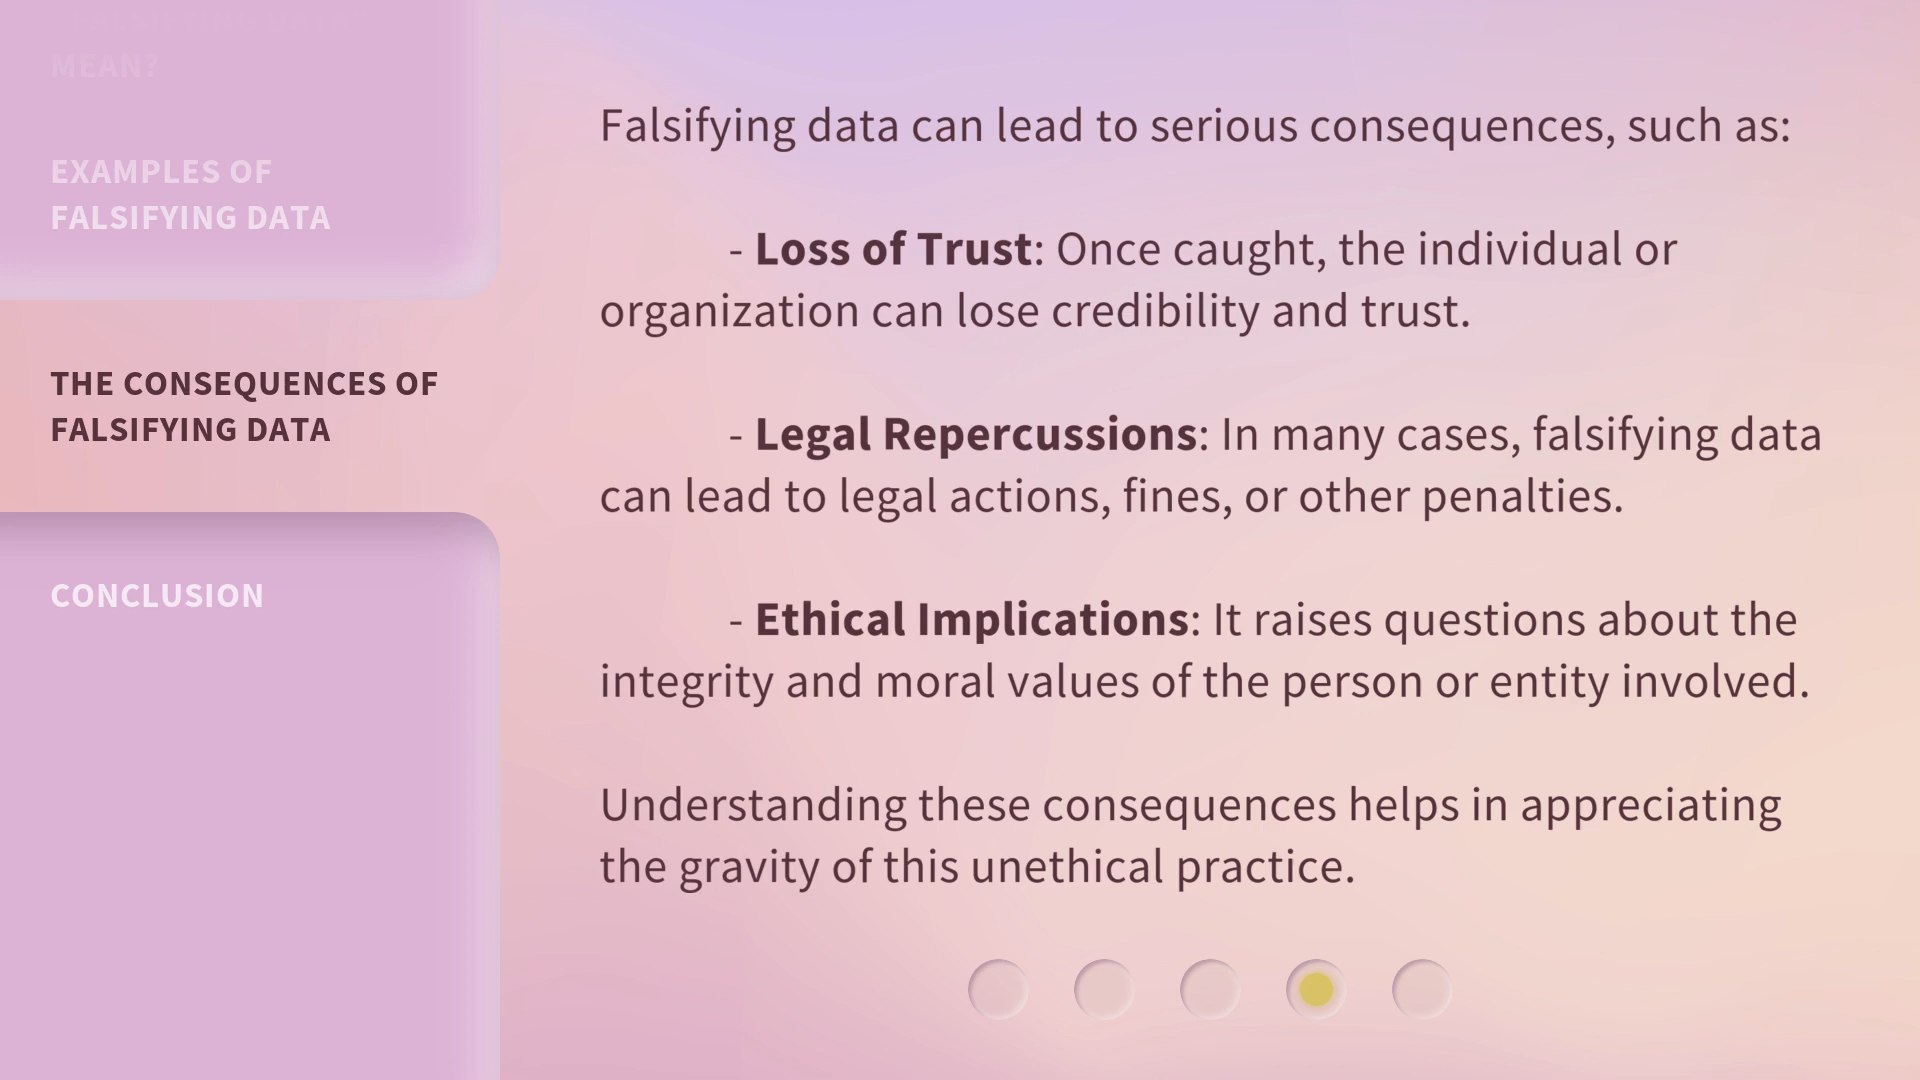 MEAN?
EXAMPLES OF
FALSIFYING DATA
THE CONSEQUENCES OF
FALSIFYING DATA
CONCLUSION
Falsifying data can lead to serious consequences, such as:
- Loss of Trust: Once caught, the individual or
organization can lose credibility and trust.
- Legal Repercussions: In many cases, falsifying data
can lead to legal actions, fines, or other penalties.
- Ethical Implications: It raises questions about the
integrity and moral values of the person or entity involved.
Understanding these consequences helps in appreciating
the gravity of this unethical practice.